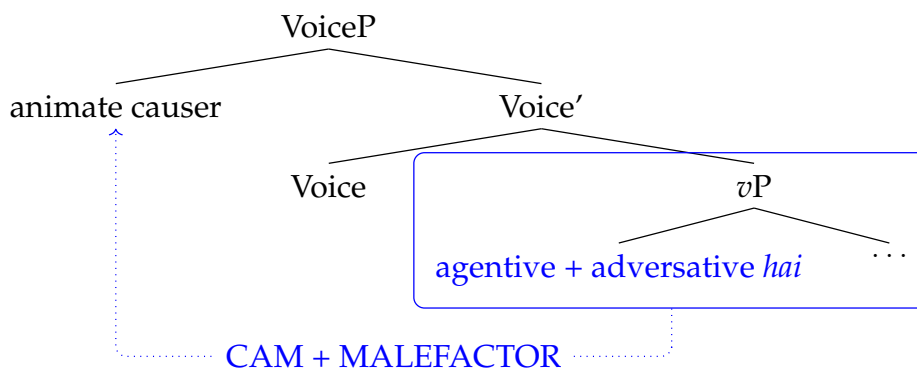 VoiceP
animate causer Voice’
Voice vP
agentive + adversative hai ...
CAM + MALEFACTOR